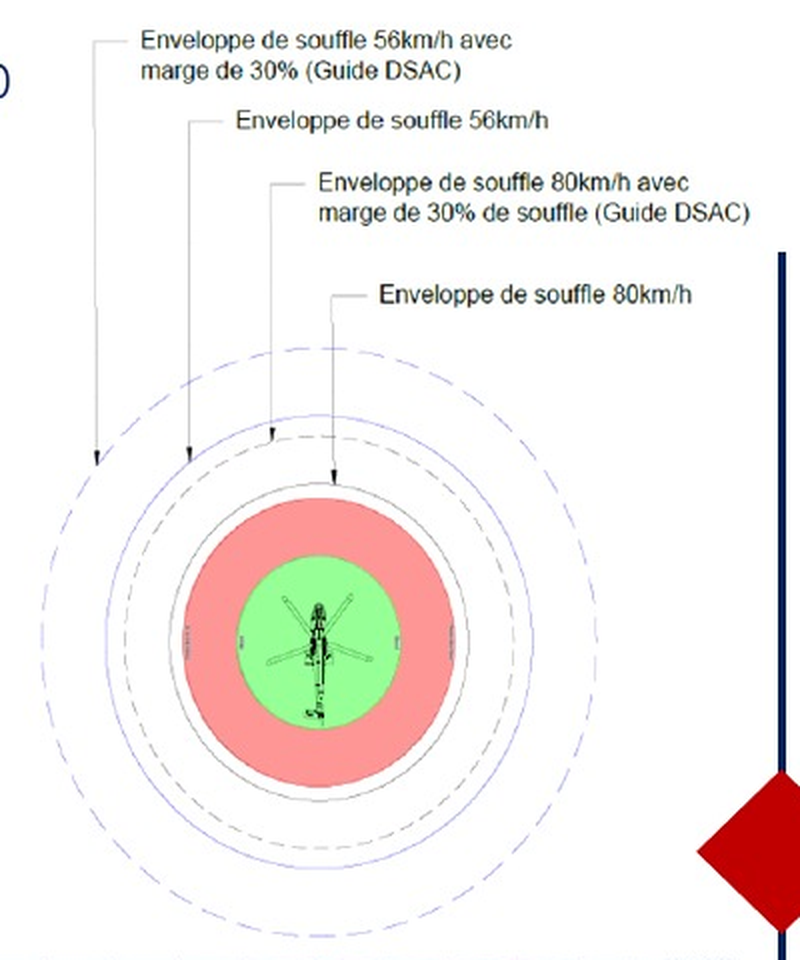 Enveloppe de souffle 56km/h avec
marge de 30% (Guide DSAC)
Enveloppe de souffle 56km/h
Enveloppe de souffle 80km/h avec
marge de 30% de souffle (Guide DSAC)
Enveloppe de souffle 80km/h